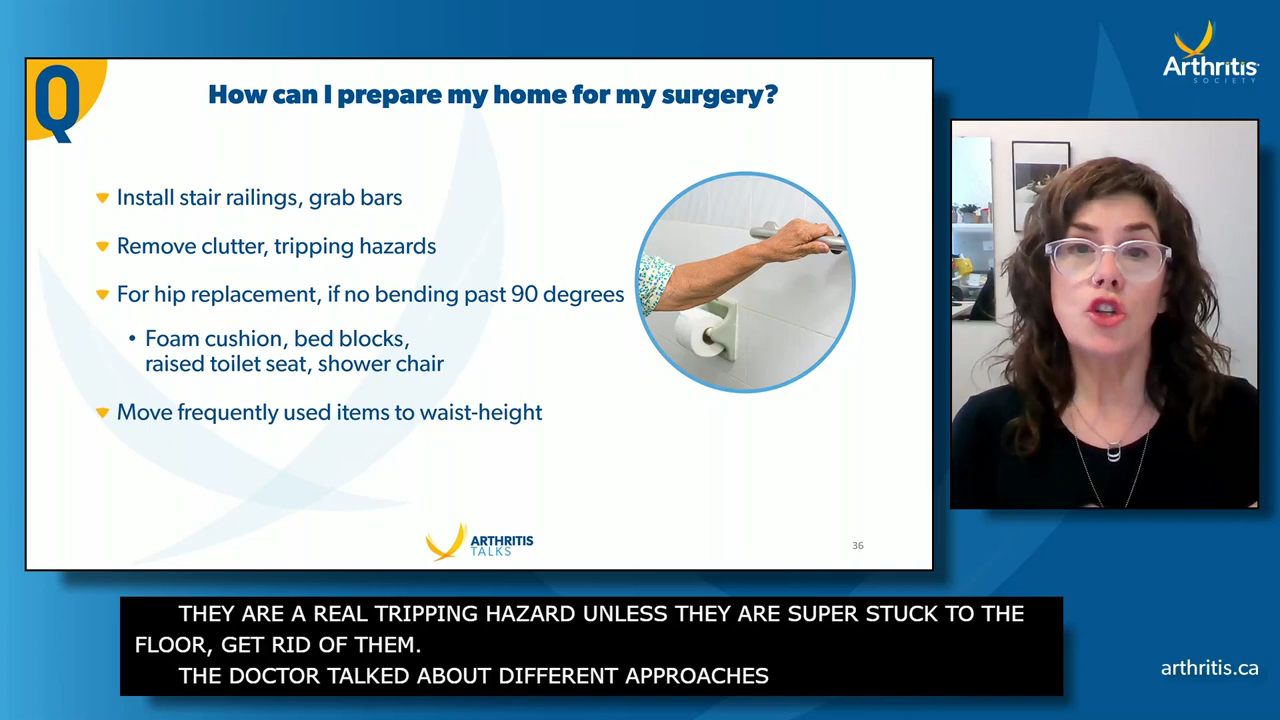 Q
How can I prepare my home for my surgery?
Install stair railings, grab bars
Remove clutter, tripping hazards
For hip replacement, if no bending past 90 degrees
• Foam cushion, bed blocks,
raised toilet seat, shower chair
Move frequently used items to waist-height
ARTHRITIS
TALKS
36
Arthritis
SOCIETY
THEY ARE A REAL TRIPPING HAZARD UNLESS THEY ARE SUPER STUCK TO THE
FLOOR, GET RID OF THEM.
THE DOCTOR TALKED ABOUT DIFFERENT APPROACHES
arthritis.ca